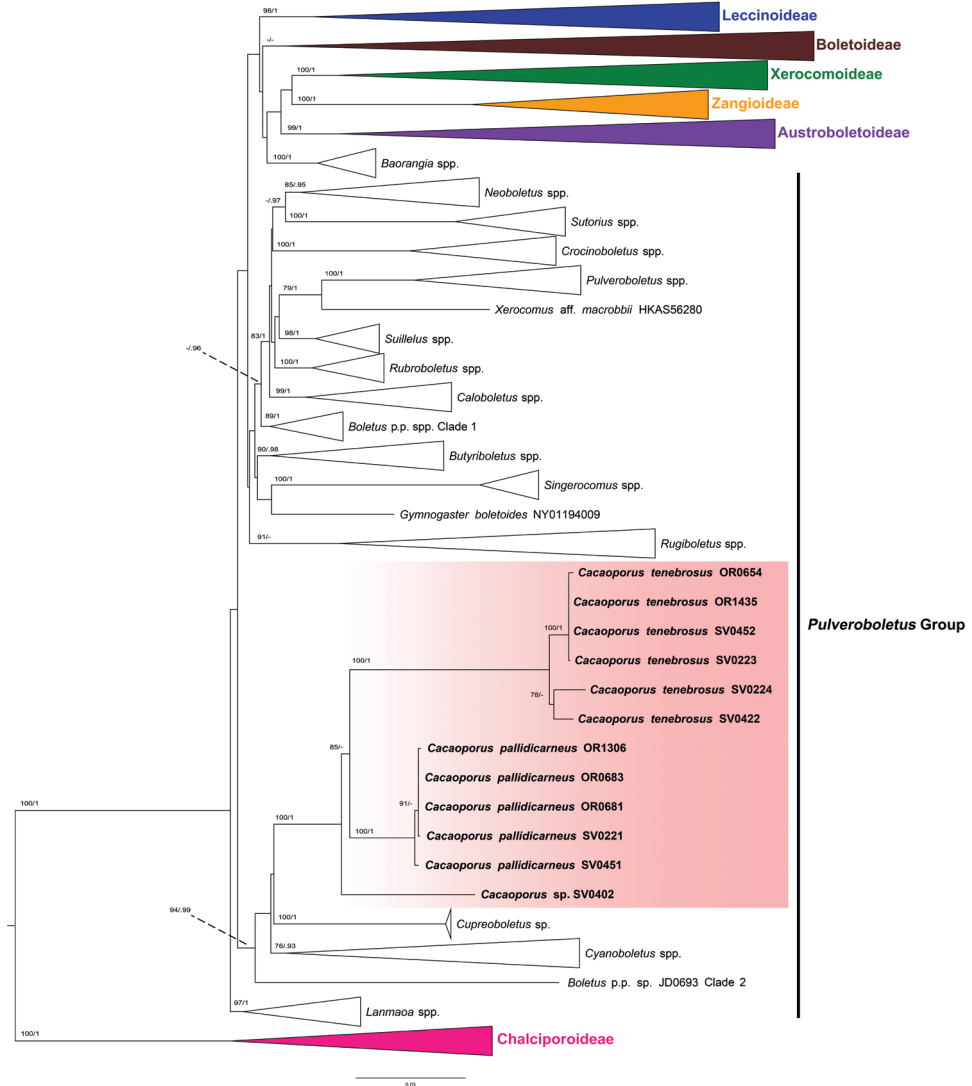 98/1
Leccinoideae
-/-
Boletoideae
100/1
Xerocomoideae
100/1
Zangioideae
99/1
Austroboletoideae
100/1
Baorangia spp.
85/.95
Neoboletus spp.
-/.97
100/1
Sutorius spp.
100/1
Crocinoboletus spp.
100/1
Pulveroboletus spp.
79/1
Xerocomus aff. macrobbii HKAS56280
98/1
Suillelus spp.
83/1
-/.96
100/1
Rubroboletus spp.
99/1
Caloboletus spp.
89/1
Boletus p.p. spp. Clade 1
90/.98
Butyriboletus spp.
100/1
Singerocomus spp.
Gymnogaster boletoides NY01194009
91/-
Rugiboletus spp.
Cacaoporus tenebrosus OR0654
Cacaoporus tenebrosus OR1435
Pulveroboletus Group
100/1
Cacaoporus tenebrosus SV0452
100/1
Cacaoporus tenebrosus SV0223
78/-
Cacaoporus tenebrosus SV0224
Cacaoporus tenebrosus SV0422
85/-
Cacaoporus pallidicarneus OR1306
Cacaoporus pallidicarneus OR0683
91/-
Cacaoporus pallidicarneus OR0681
100/1
100/1
100/1
Cacaoporus pallidicarneus SV0221
Cacaoporus pallidicarneus SV0451
Cacaoporus sp. SV0402
94/.99
100/1
Cupreoboletus sp.
76/.93
Cyanoboletus spp.
Boletus p.p. sp. JD0693 Clade 2
97/1
Lanmaoa spp.
100/1
Chalciporoideae
0.03